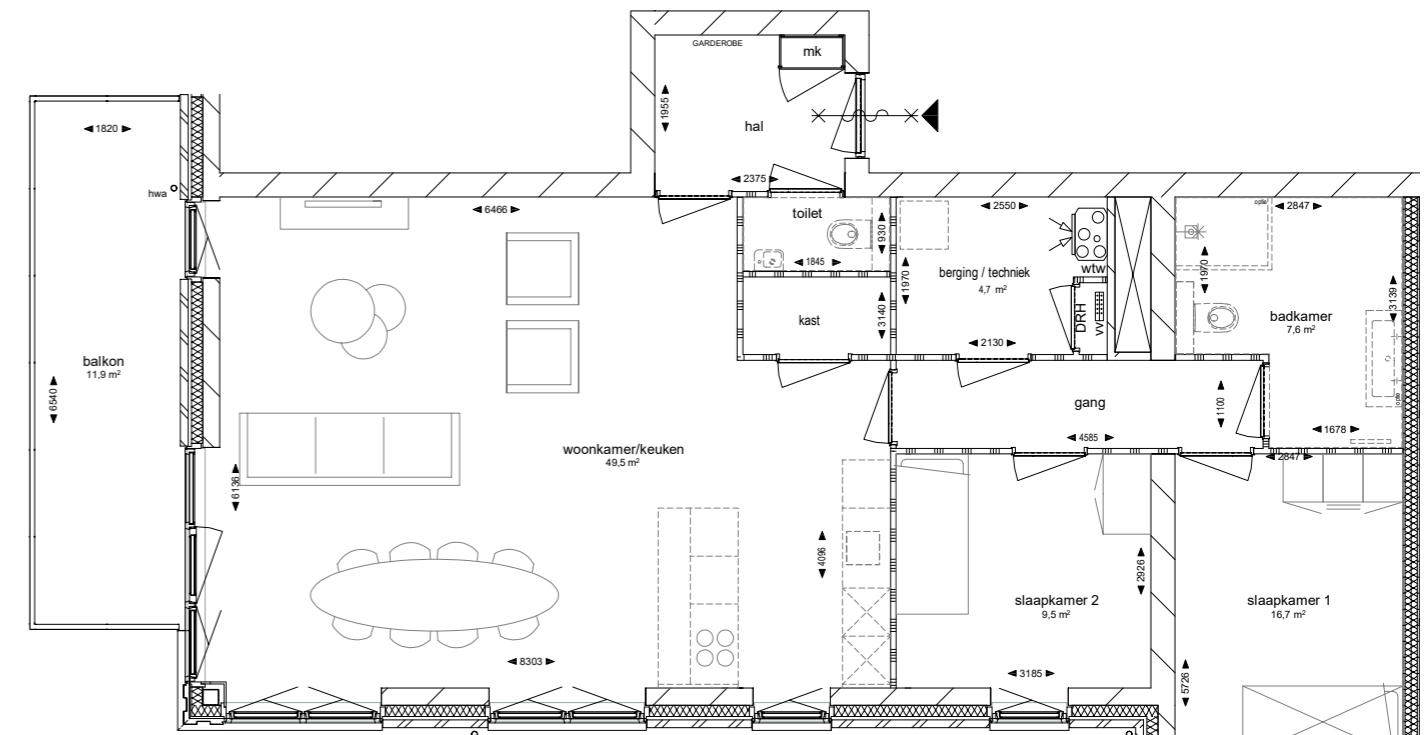 GARDEROBE
mk
1955
hal
1820
hwa
2375
6466
toilet
930
1845
2550
2847
optie
1970
berging / techniek
4,7 m²
wtw
1970
3139
kast
3140
DRH
vv
2130
badkamer
7,6 m²
balkon
11,9 m²
6540
gang
1100
4585
1678
optie
woonkamer/keuken
49,5 m²
2847
6136
4096
2926
slaapkamer 2
9,5 m²
slaapkamer 1
16,7 m²
8303
3185
5726